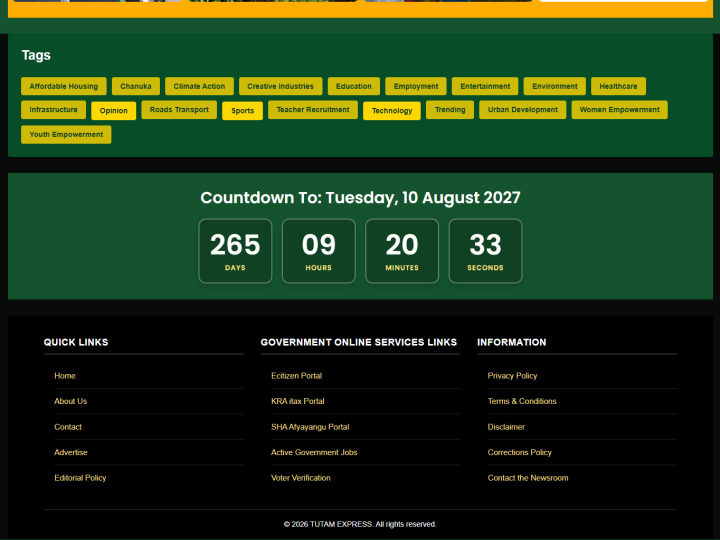 Tags
Affordable Housing Chanuka Climate Action Creative Industries Education Employment Entertainment Environment Healthcare
Infrastructure Opinion Roads Transport Sports Teacher Recruitment Technology Trending Urban Development Women Empowerment
Youth Empowerment
Countdown To: Tuesday, 10 August 2027
265 09 20 33
DAYS HOURS MINUTES SECONDS
QUICK LINKS
Home
About Us
Contact
Advertise
Editorial Policy
GOVERNMENT ONLINE SERVICES LINKS
Ecitizen Portal
KRA itax Portal
SHA Afyayangu Portal
Active Government Jobs
Voter Verification
INFORMATION
Privacy Policy
Terms & Conditions
Disclaimer
Corrections Policy
Contact the Newsroom
© 2026 TUTAM EXPRESS. All rights reserved.